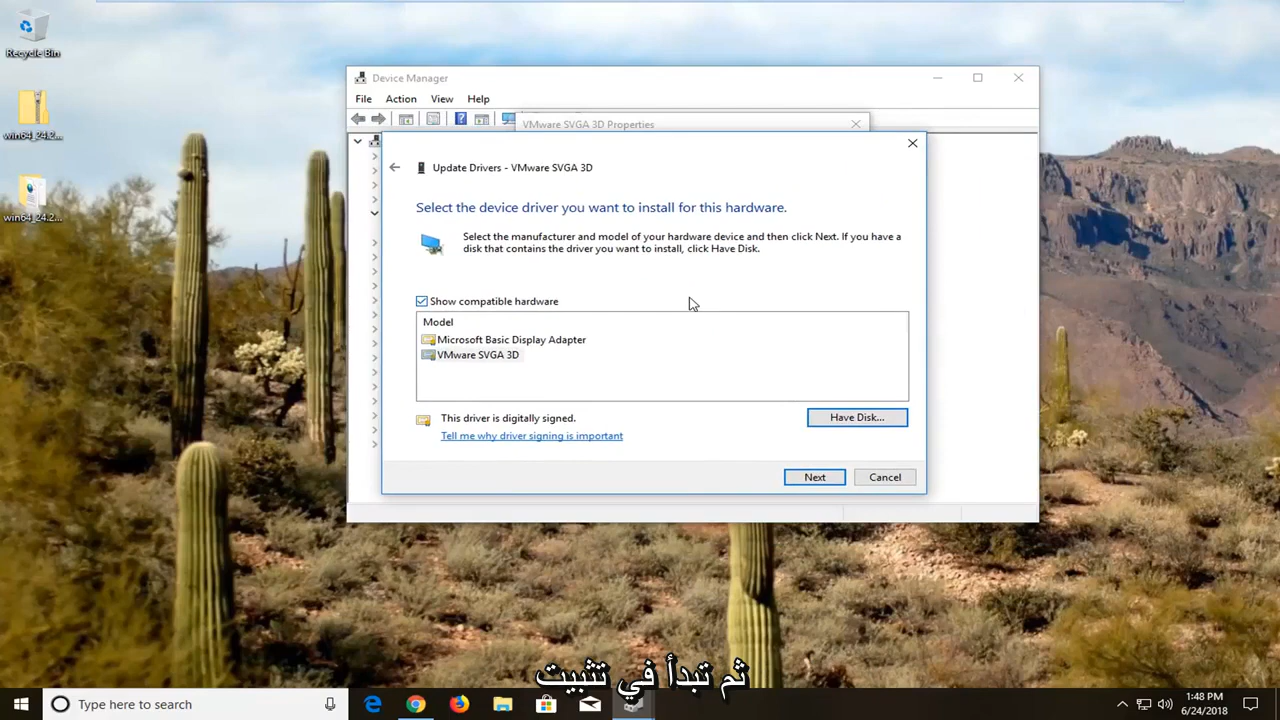 Recycle Bin
win64_24.2...
win64_24.2...
Device Manager
File Action View Help
VMware SVGA 3D Properties
Update Drivers - VMware SVGA 3D
Select the device driver you want to install for this hardware.
Select the manufacturer and model of your hardware device and then click Next. If you have a
disk that contains the driver you want to install, click Have Disk.
Show compatible hardware
Model
Microsoft Basic Display Adapter
VMware SVGA 3D
This driver is digitally signed.
Tell me why driver signing is important
Have Disk...
Next Cancel
ثم تبدأ في تثبيت
Type here to search
1:48 PM
6/24/2018